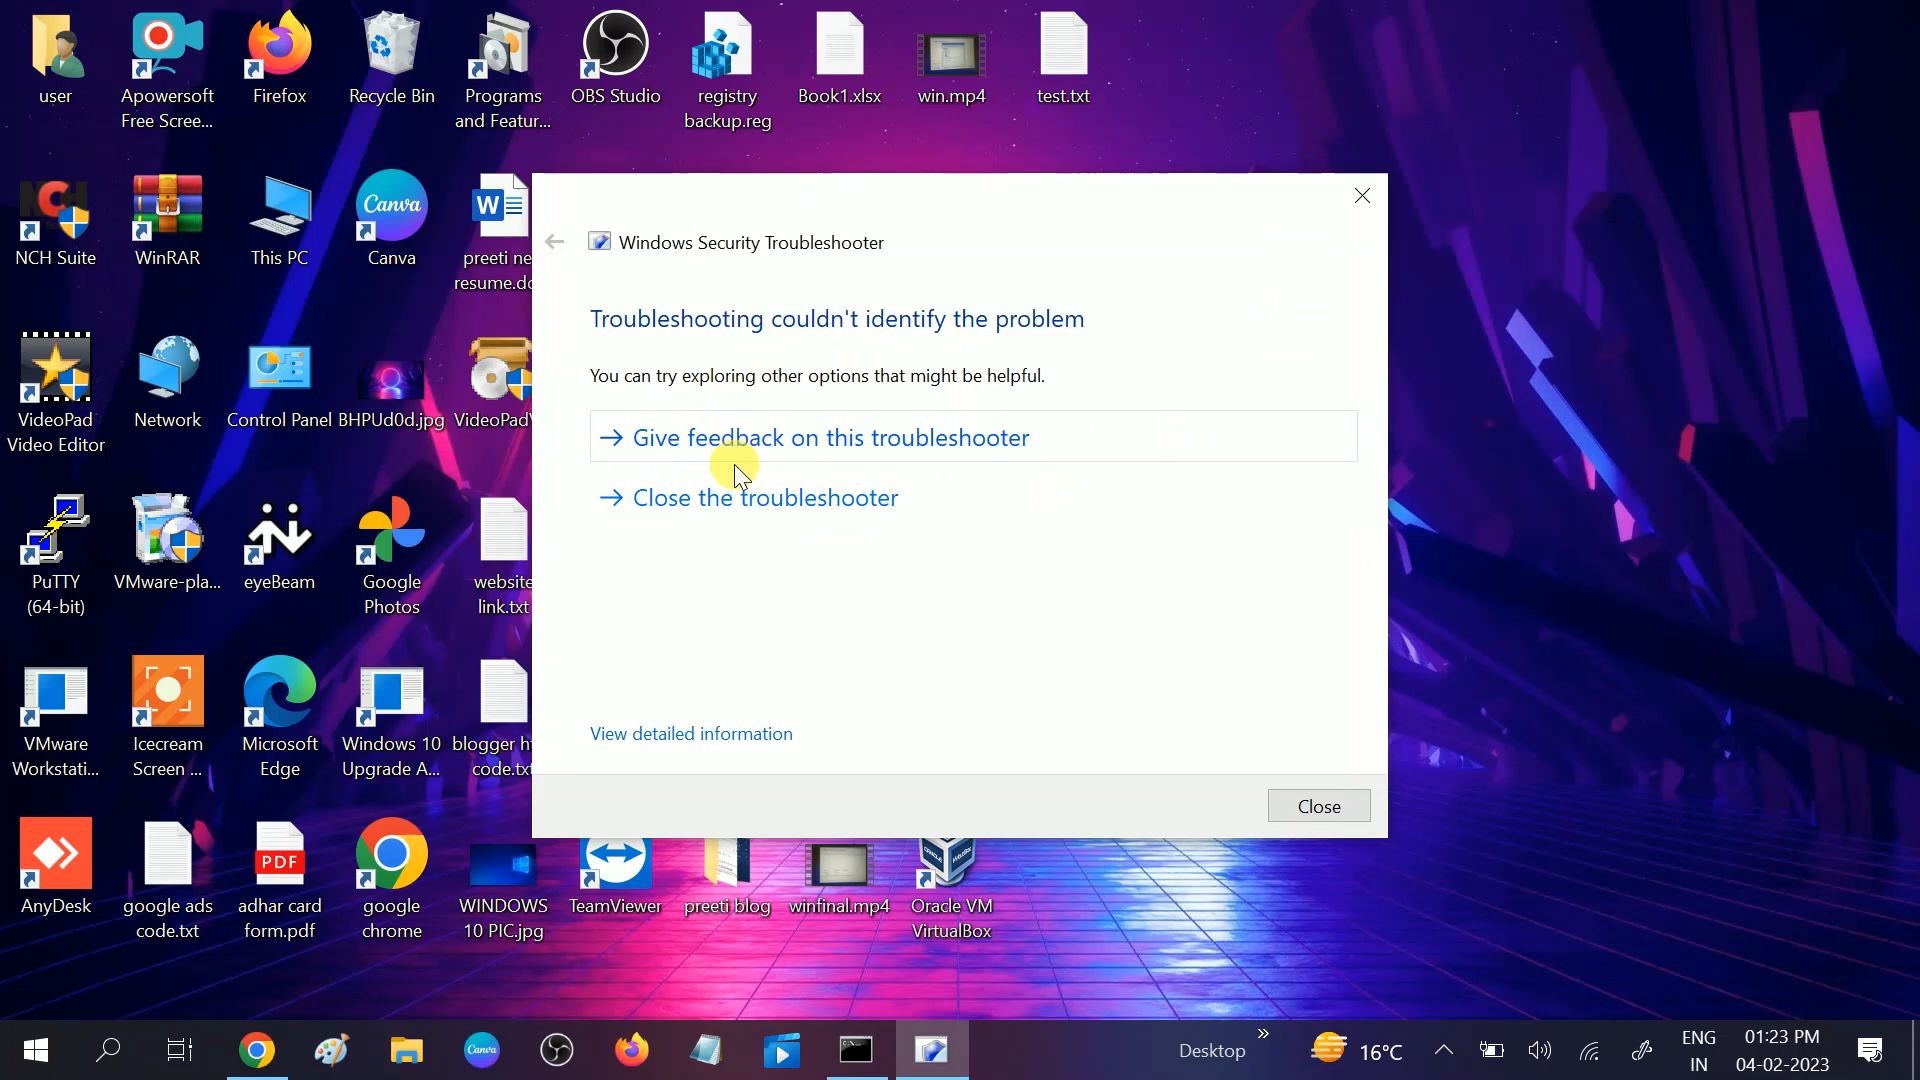 user
Apowersoft
Free Scree...
Firefox
Recycle Bin
Programs
and Featur...
OBS Studio
registry
backup.reg
Book1.xlsx
win.mp4
test.txt
NCH Suite
WinRAR
This PC
Canva
Canva
W
preeti ne
resume.do
Windows Security Troubleshooter
Troubleshooting couldn't identify the problem
You can try exploring other options that might be helpful.
→ Give feedback on this troubleshooter
→ Close the troubleshooter
View detailed information
Close
VideoPad
Video Editor
Network
Control Panel
BHPUd0d.jpg
VideoPad
PuTTY
(64-bit)
VMware-pla...
eyeBeam
Google
Photos
website
link.txt
VMware
Workstati...
Icecream
Screen ...
Microsoft
Edge
Windows 10
Upgrade A...
blogger h
code.txt
AnyDesk
google ads
code.txt
PDF
adhar card
form.pdf
google
chrome
WINDOWS
10 PIC.jpg
TeamViewer
preeti blog
winfinal.mp4
Oracle VM
VirtualBox
Canva
Desktop
16°C
ENG
IN
01:23 PM
04-02-2023